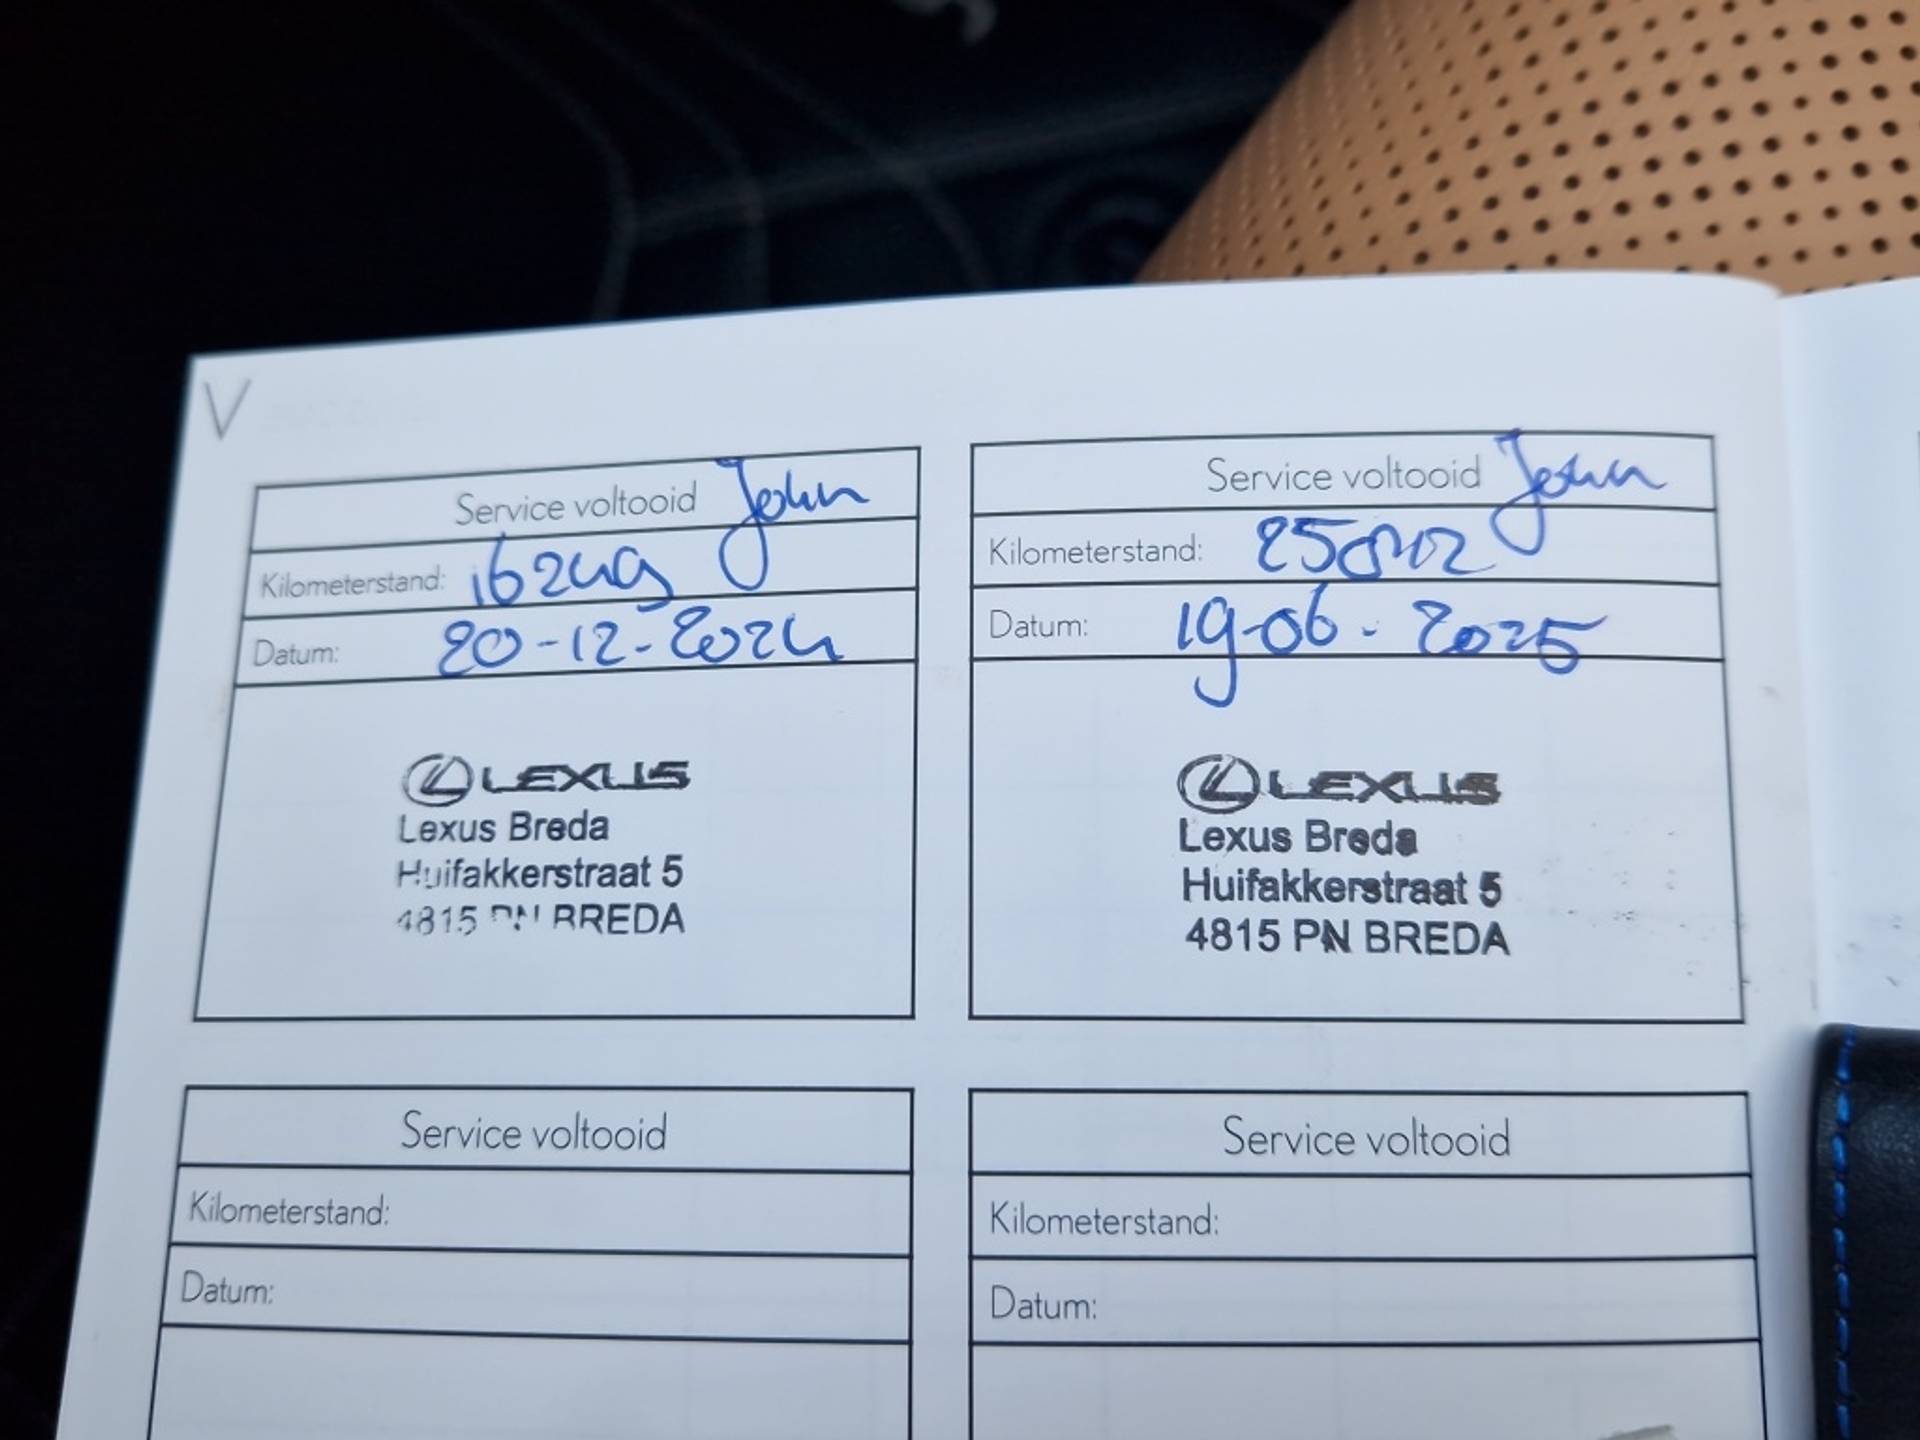 V
Service voltooid John
Kilometerstand: 16249
Datum: 20-12-2024
LEXUS
Lexus Breda
Huifakkerstraat 5
4815 PN BREDA
Service voltooid John
Kilometerstand:
Datum: 19-06-2025
LEXUS
Lexus Breda
Huifakkerstraat 5
4815 PN BREDA
Service voltooid
Kilometerstand:
Datum:
Service voltooid
Kilometerstand:
Datum: